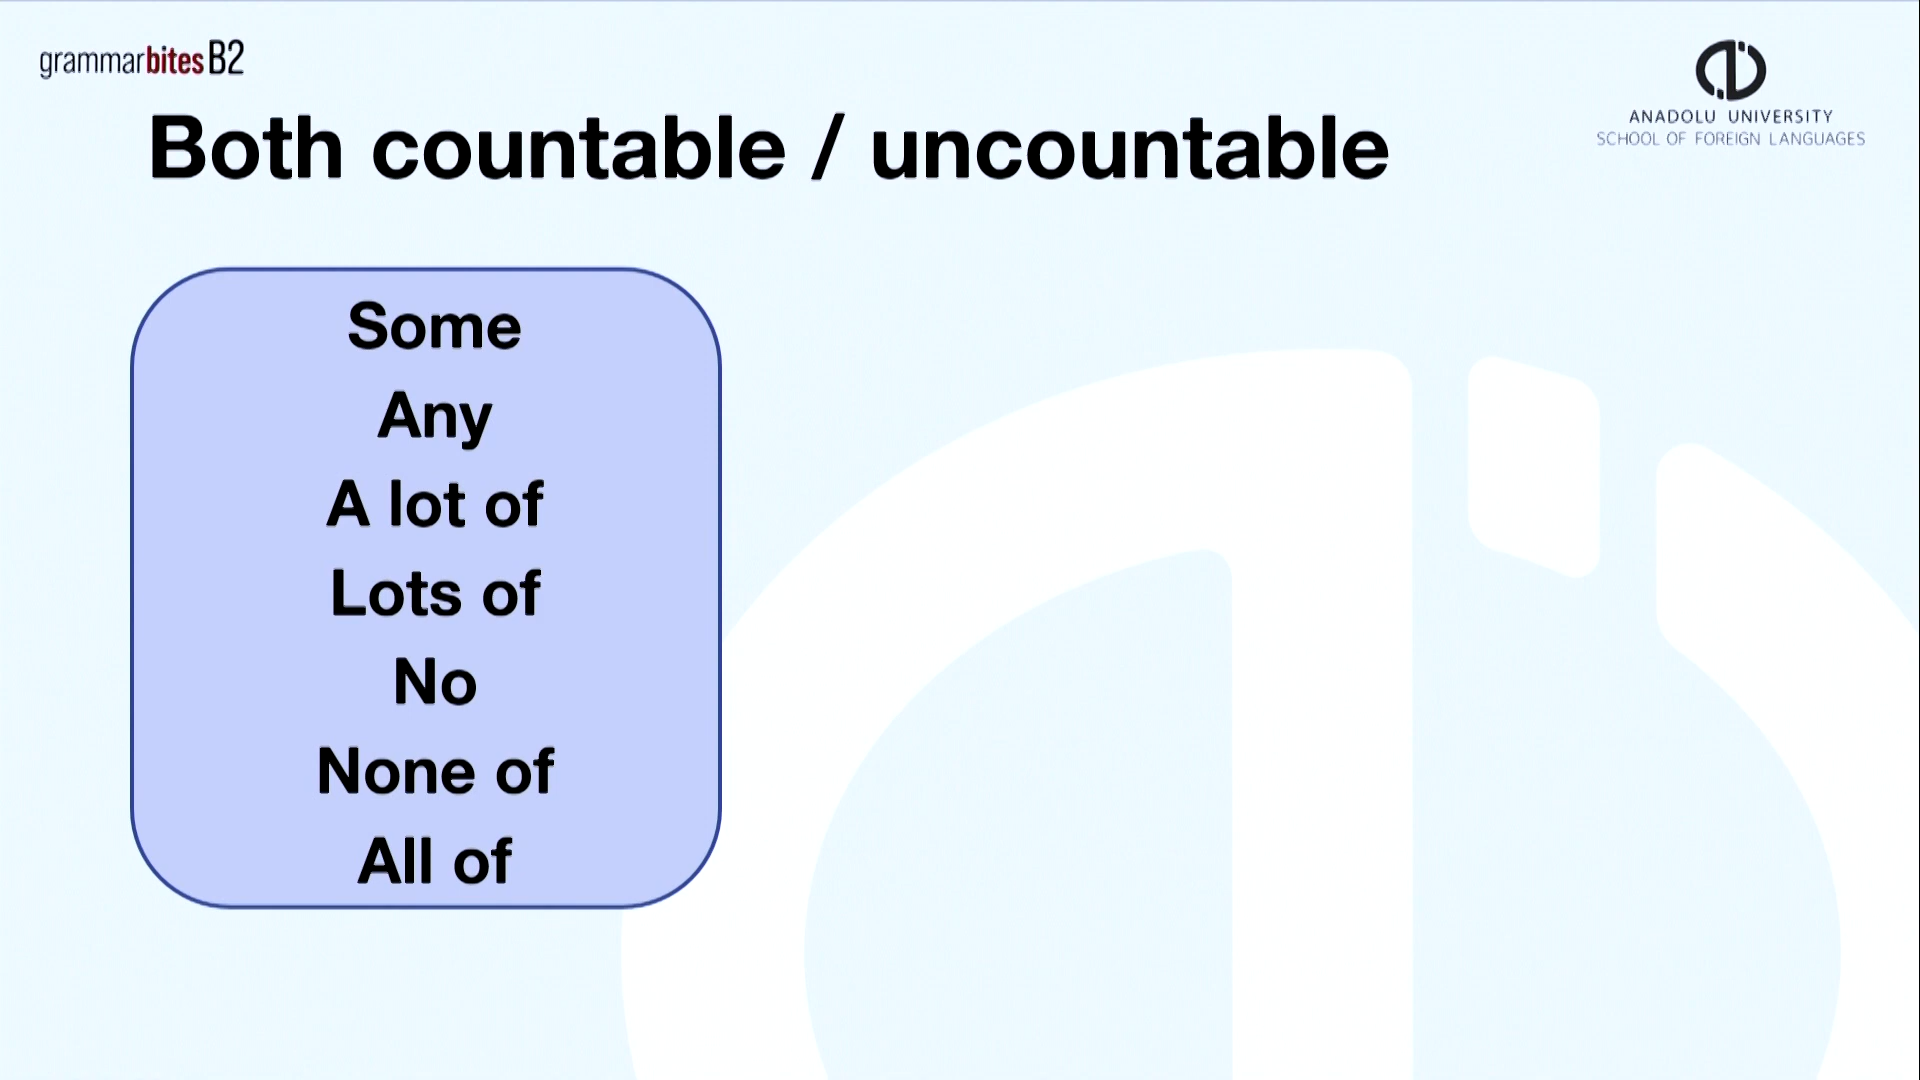 grammarbites B2
ANADOLU UNIVERSITY
SCHOOL OF FOREIGN LANGUAGES
Both countable / uncountable
Some
Any
A lot of
Lots of
No
None of
All of